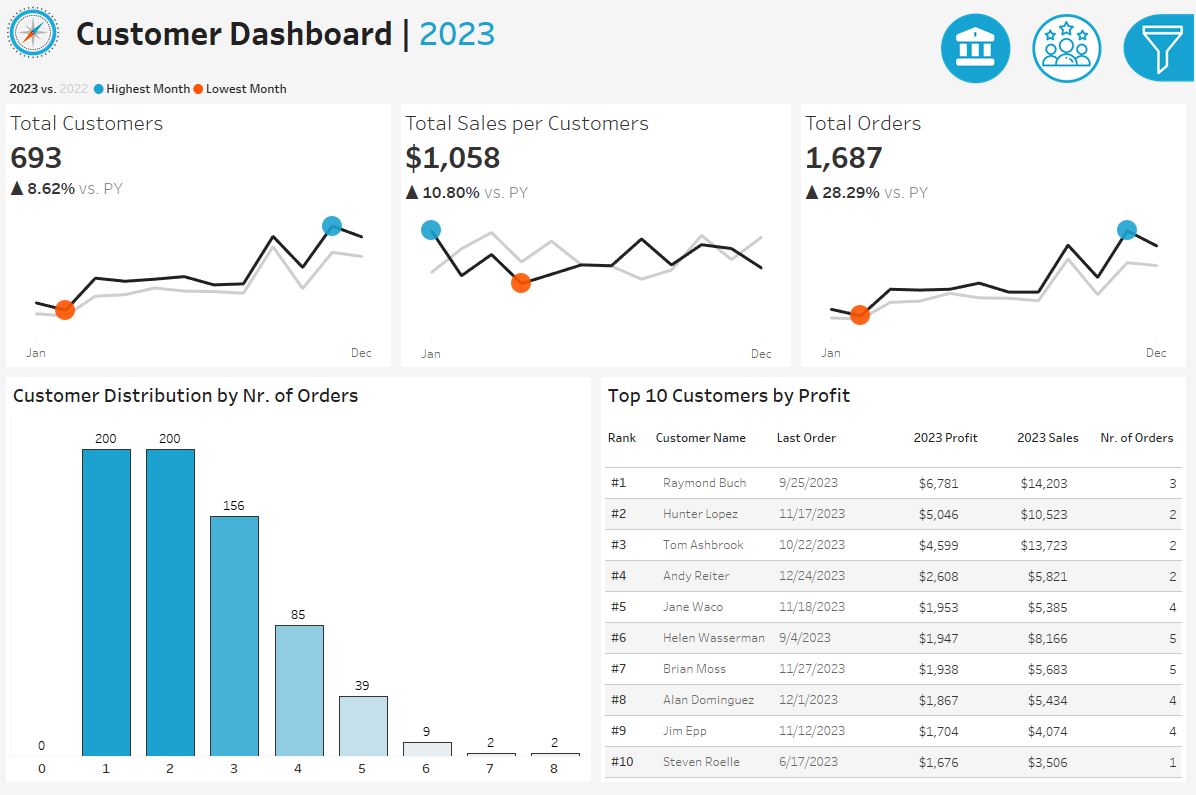 Customer Dashboard | 2023
2023 vs. 2022 Highest Month Lowest Month
Total Customers
693
▲ 8.62% vs. PY
Jan Dec
Total Sales per Customers
$1,058
▲ 10.80% vs. PY
Jan Dec
Total Orders
1,687
▲ 28.29% vs. PY
Jan Dec
Customer Distribution by Nr. of Orders
0 200 200 156 85 39 9 2 2
0 1 2 3 4 5 6 7 8
Top 10 Customers by Profit
Rank Customer Name Last Order 2023 Profit 2023 Sales Nr. of Orders
#1 Raymond Buch 9/25/2023 $6,781 $14,203 3
#2 Hunter Lopez 11/17/2023 $5,046 $10,523 2
#3 Tom Ashbrook 10/22/2023 $4,599 $13,723 2
#4 Andy Reiter 12/24/2023 $2,608 $5,821 2
#5 Jane Waco 11/18/2023 $1,953 $5,385 4
#6 Helen Wasserman 9/4/2023 $1,947 $8,166 5
#7 Brian Moss 11/27/2023 $1,938 $5,683 5
#8 Alan Dominguez 12/1/2023 $1,867 $5,434 4
#9 Jim Epp 11/12/2023 $1,704 $4,074 4
#10 Steven Roelle 6/17/2023 $1,676 $3,506 1